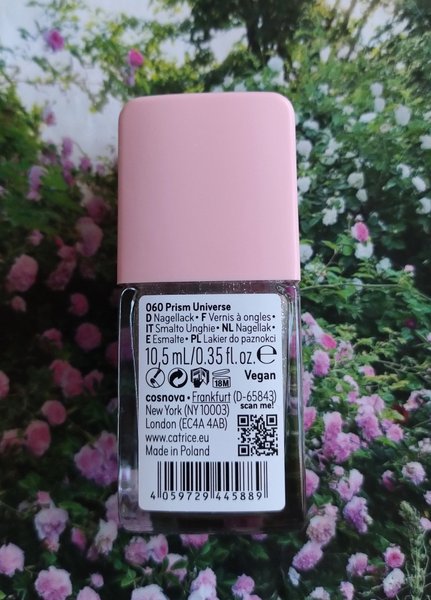 060 Prism Universe
D Nagellack • F Vernis à ongles •
IT Smalto Unghie • NL Nagellak •
E Esmalte • PL Lakier do paznokci
10,5 mL/0.35 fl.oz. ℮
18M
Vegan
cosnova • Frankfurt (D-65843)
New York (NY 10003)
scan me!
London (EC4A 4AB)
www.catrice.eu
Made in Poland
4 059729 445889